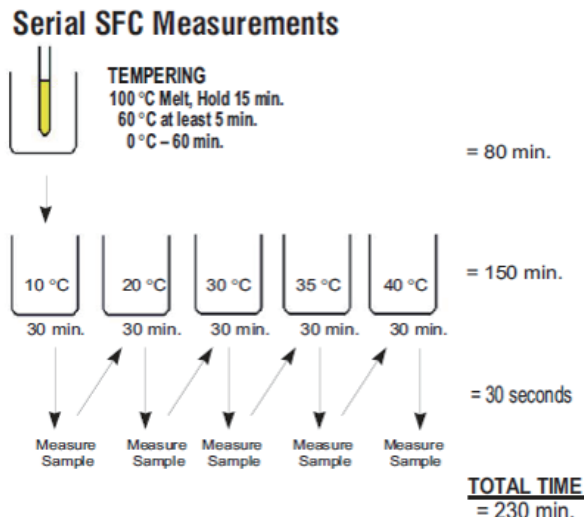 Serial SFC Measurements
TEMPERING
100 °C Melt, Hold 15 min.
60 °C at least 5 min.
0 °C – 60 min.
= 80 min.
10 °C 20 °C 30 °C 35 °C 40 °C
= 150 min.
30 min. 30 min. 30 min. 30 min. 30 min.
= 30 seconds
Measure Measure Measure Measure Measure
Sample Sample Sample Sample Sample
TOTAL TIME
= 230 min.